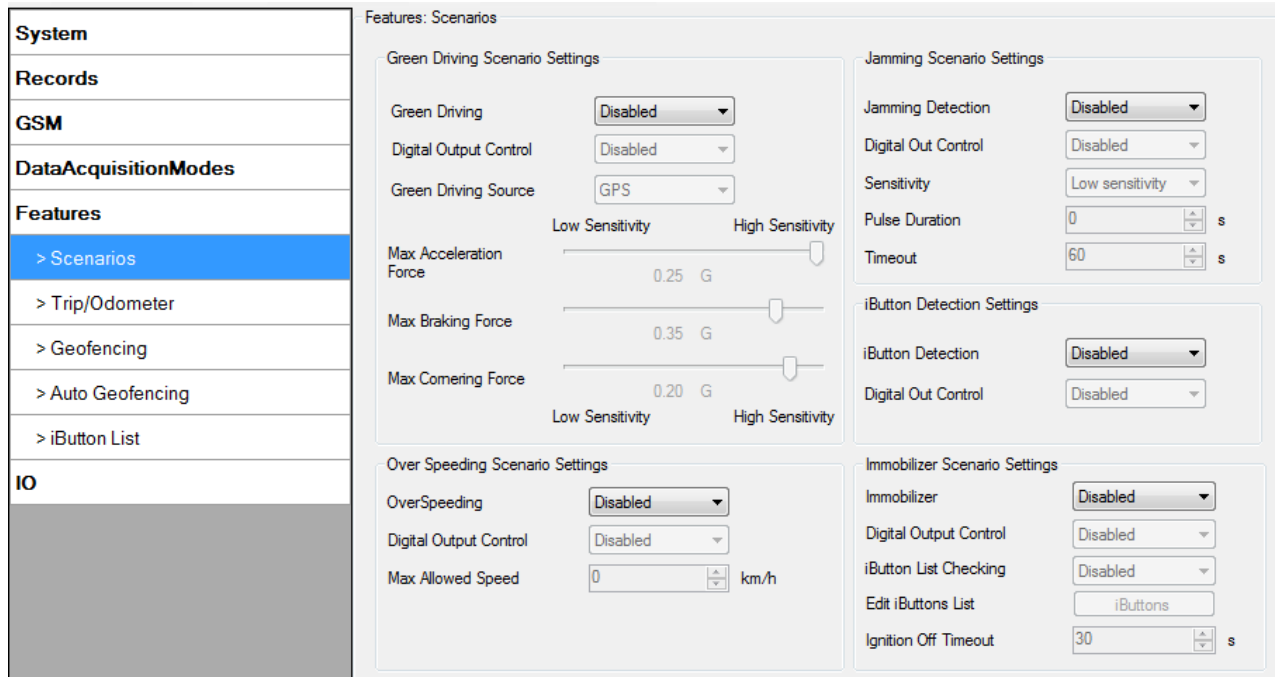 System
Records
GSM
DataAcquisitionModes
Features
> Scenarios
> Trip/Odometer
> Geofencing
> Auto Geofencing
> iButton List
IO
Features: Scenarios
Green Driving Scenario Settings
Green Driving Disabled
Digital Output Control Disabled
Green Driving Source GPS
Low Sensitivity High Sensitivity
Max Acceleration
Force
0.25 G
Max Braking Force
0.35 G
Max Cornering Force
0.20 G
Low Sensitivity High Sensitivity
Over Speeding Scenario Settings
OverSpeeding Disabled
Digital Output Control Disabled
Max Allowed Speed 0 km/h
Jamming Scenario Settings
Jamming Detection Disabled
Digital Out Control Disabled
Sensitivity Low sensitivity
Pulse Duration 0 s
Timeout 60 s
iButton Detection Settings
iButton Detection Disabled
Digital Out Control Disabled
Immobilizer Scenario Settings
Immobilizer Disabled
Digital Output Control Disabled
iButton List Checking Disabled
Edit iButtons List iButtons
Ignition Off Timeout 30 s